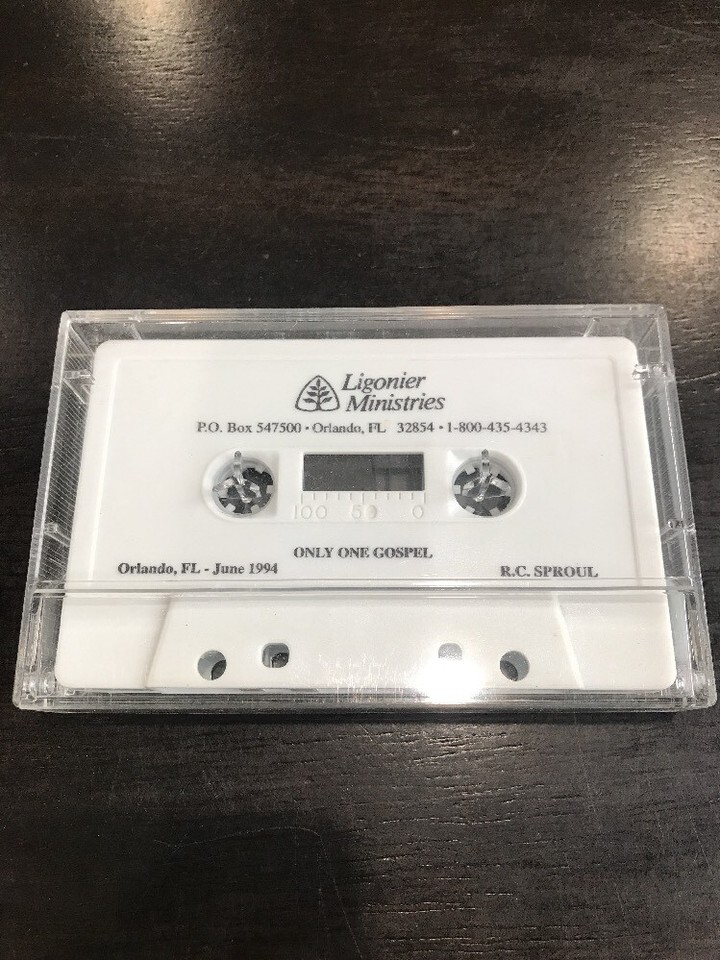 Ligonier
Ministries
P.O. Box 547500 • Orlando, FL 32854 • 1-800-435-4343
100 50 0
ONLY ONE GOSPEL
Orlando, FL - June 1994
R.C. SPROUL